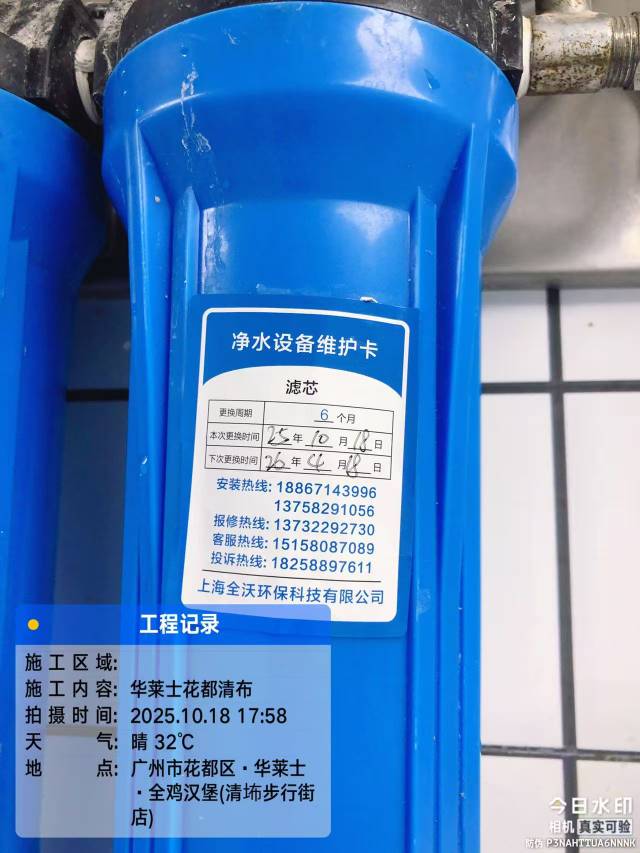 净水设备维护卡
滤芯
更换周期 6 个月
本次更换时间 25 年 10 月 18 日
下次更换时间 26 年 4 月 18 日
安装热线: 18867143996
13758291056
报修热线: 13732292730
客服热线: 15158087089
投诉热线: 18258897611
上海全沃环保科技有限公司
工程记录
施工区域:
施工内容: 华莱士花都清布
拍摄时间: 2025.10.18 17:58
天气: 晴 32℃
地点: 广州市花都区·华莱士
·全鸡汉堡(清㘵步行街
店)
今日水印
相机 真实可验
防伪 P3NAHTTUA6NNNK